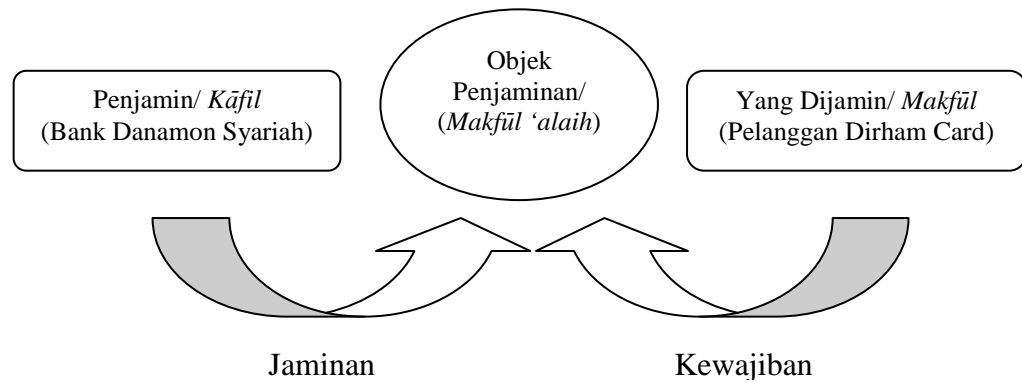 Penjamin/ Kāfil
(Bank Danamon Syariah)
Objek
Penjaminan/
(Makfūl ‘alaih)
Yang Dijamin/ Makfūl
(Pelanggan Dirham Card)
Jaminan
Kewajiban